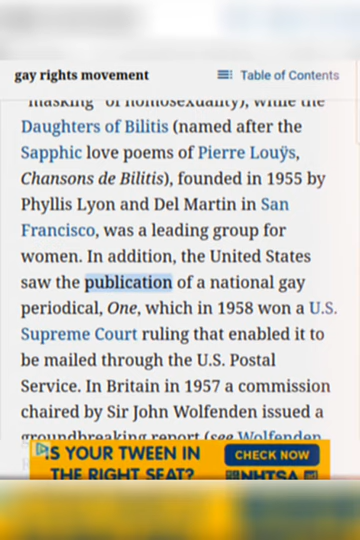 gay rights movement
Table of Contents
"masking" of homosexuality), while the
Daughters of Bilitis (named after the
Sapphic love poems of Pierre Louÿs,
Chansons de Bilitis), founded in 1955 by
Phyllis Lyon and Del Martin in San
Francisco, was a leading group for
women. In addition, the United States
saw the publication of a national gay
periodical, One, which in 1958 won a U.S.
Supreme Court ruling that enabled it to
be mailed through the U.S. Postal
Service. In Britain in 1957 a commission
chaired by Sir John Wolfenden issued a
groundbreaking report (see Wolfenden
IS YOUR TWEEN IN
THE RIGHT SEAT?
CHECK NOW
NHTSA